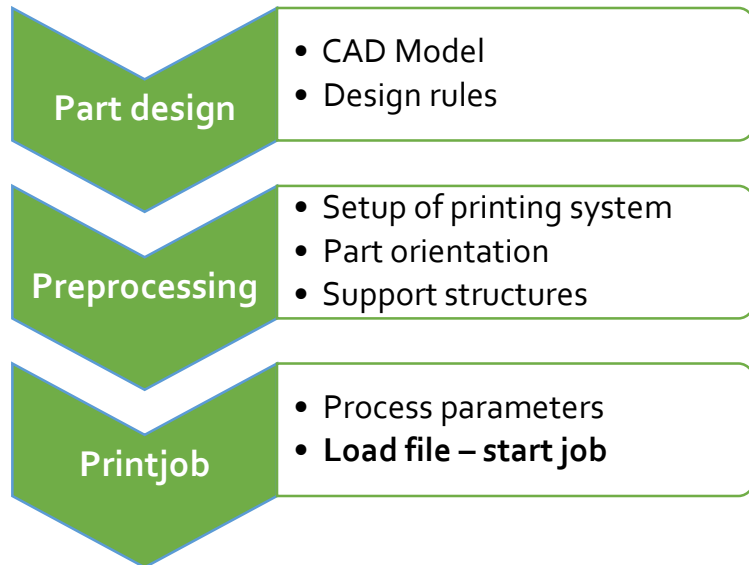 Part design
• CAD Model
• Design rules
Preprocessing
• Setup of printing system
• Part orientation
• Support structures
Printjob
• Process parameters
• Load file – start job